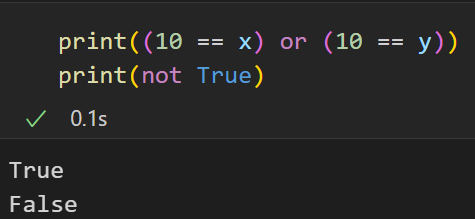 print((10 == x) or (10 == y))
print(not True)
0.1s
True
False